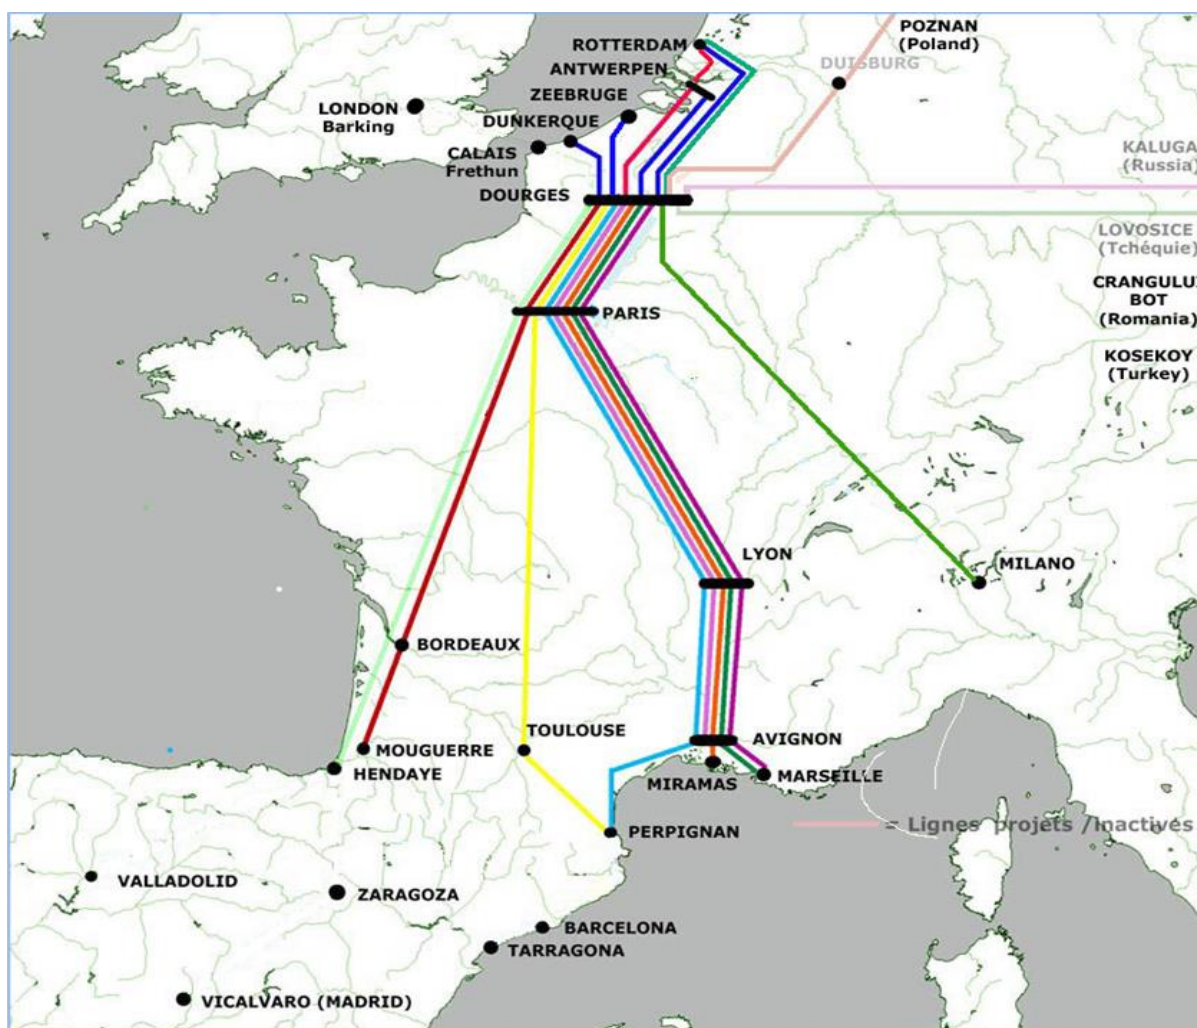 POZNAN
(Poland)
ROTTERDAM
DUISBURG
ANTWERPEN
ZEEBRUGE
LONDON
Barking
DUNKERQUE
CALAIS
Frethun
KALUGA
(Russia)
DOURGES
LOVOSICE
(Tchéquie)
CRANGULUI
BOT
(Romania)
PARIS
KOSEKOY
(Turkey)
LYON
MILANO
BORDEAUX
TOULOUSE
AVIGNON
MOUGUERRE
HENDAYE
MIRAMAS
MARSEILLE
PERPIGNAN
= Lignes projets /inactives
VALLADOLID
ZARAGOZA
BARCELONA
TARRAGONA
VICALVARO (MADRID)